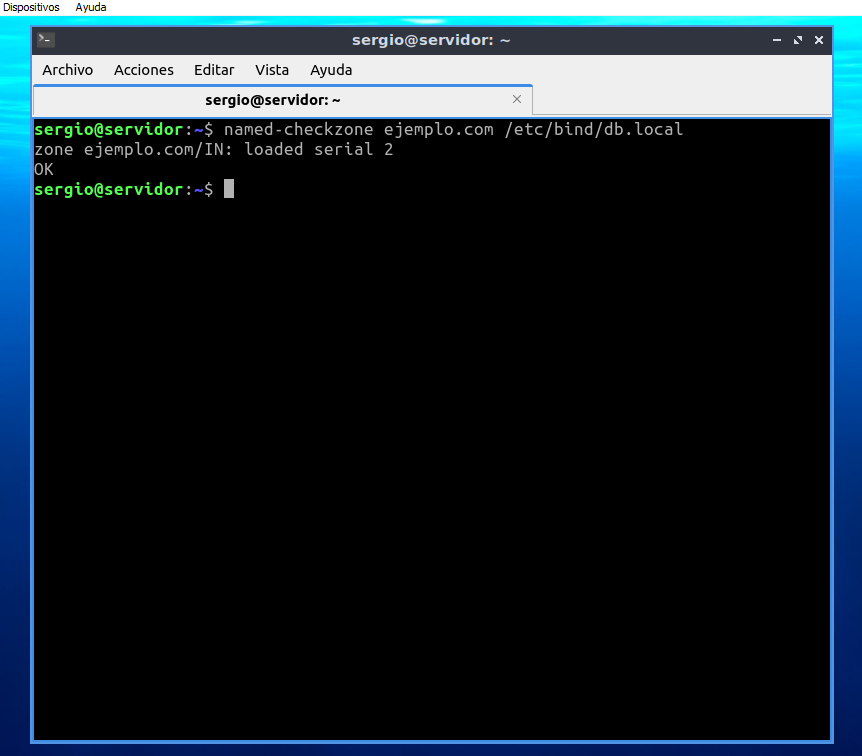 Dispositivos Ayuda
sergio@servidor: ~
Archivo Acciones Editar Vista Ayuda
sergio@servidor: ~
sergio@servidor:~$ named-checkzone ejemplo.com /etc/bind/db.local
zone ejemplo.com/IN: loaded serial 2
OK
sergio@servidor:~$